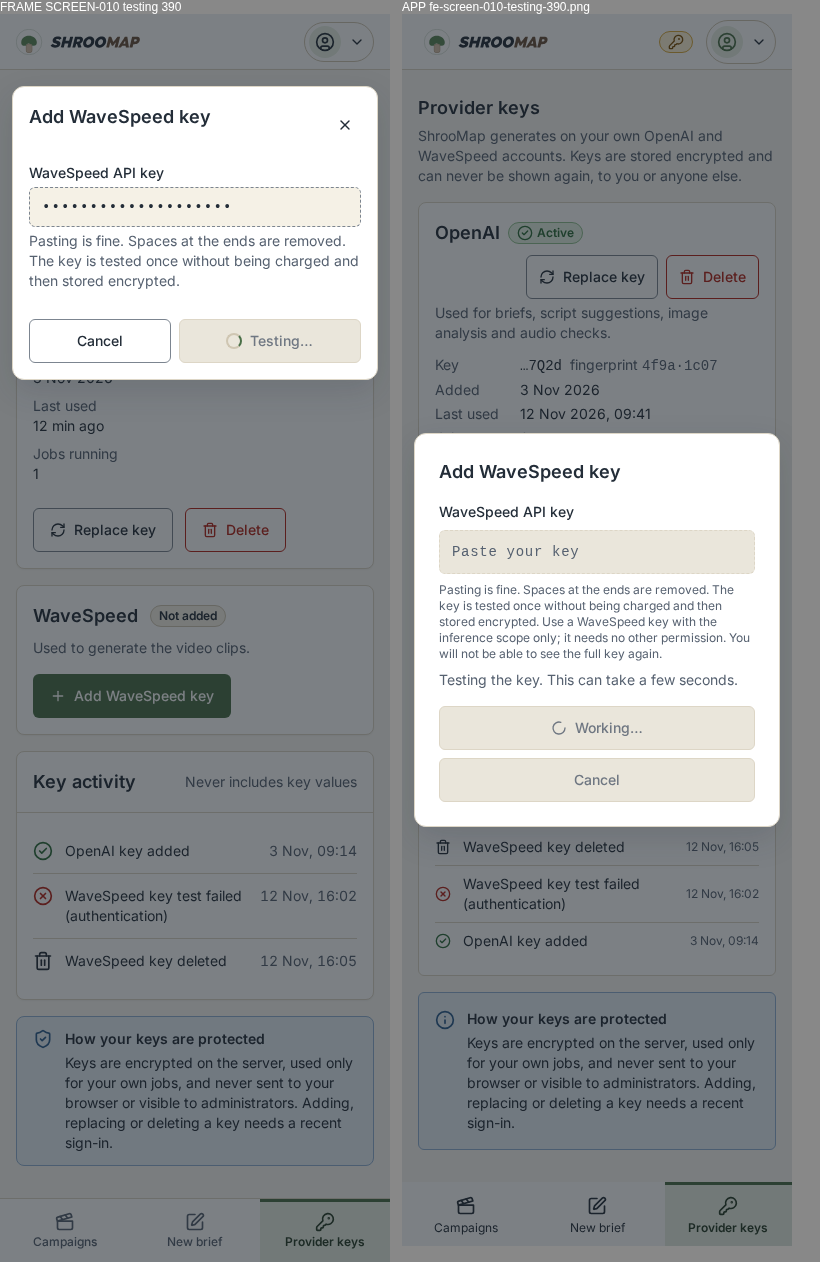 FRAME SCREEN-010 testing 390
SHROOMAP
Add WaveSpeed key
WaveSpeed API key
••••••••••••••••••••
Pasting is fine. Spaces at the ends are removed.
The key is tested once without being charged and
then stored encrypted.
Cancel
Testing...
3 Nov 2026
Last used
12 min ago
Jobs running
1
Replace key
Delete
WaveSpeed
Not added
Used to generate the video clips.
Add WaveSpeed key
Key activity
Never includes key values
OpenAI key added
3 Nov, 09:14
WaveSpeed key test failed
12 Nov, 16:02
(authentication)
WaveSpeed key deleted
12 Nov, 16:05
How your keys are protected
Keys are encrypted on the server, used only
for your own jobs, and never sent to your
browser or visible to administrators. Adding,
replacing or deleting a key needs a recent
sign-in.
Campaigns
New brief
Provider keys
APP fe-screen-010-testing-390.png
SHROOMAP
Provider keys
ShrooMap generates on your own OpenAI and
WaveSpeed accounts. Keys are stored encrypted and
can never be shown again, to you or anyone else.
OpenAI
Active
Replace key
Delete
Used for briefs, script suggestions, image
analysis and audio checks.
Key
…7Q2d fingerprint 4f9a·1c07
Added
3 Nov 2026
Last used
12 Nov 2026, 09:41
Add WaveSpeed key
WaveSpeed API key
Paste your key
Pasting is fine. Spaces at the ends are removed. The
key is tested once without being charged and then
stored encrypted. Use a WaveSpeed key with the
inference scope only; it needs no other permission. You
will not be able to see the full key again.
Testing the key. This can take a few seconds.
Working...
Cancel
WaveSpeed key deleted
12 Nov, 16:05
WaveSpeed key test failed
(authentication)
12 Nov, 16:02
OpenAI key added
3 Nov, 09:14
How your keys are protected
Keys are encrypted on the server, used only
for your own jobs, and never sent to your
browser or visible to administrators. Adding,
replacing or deleting a key needs a recent
sign-in.
Campaigns
New brief
Provider keys